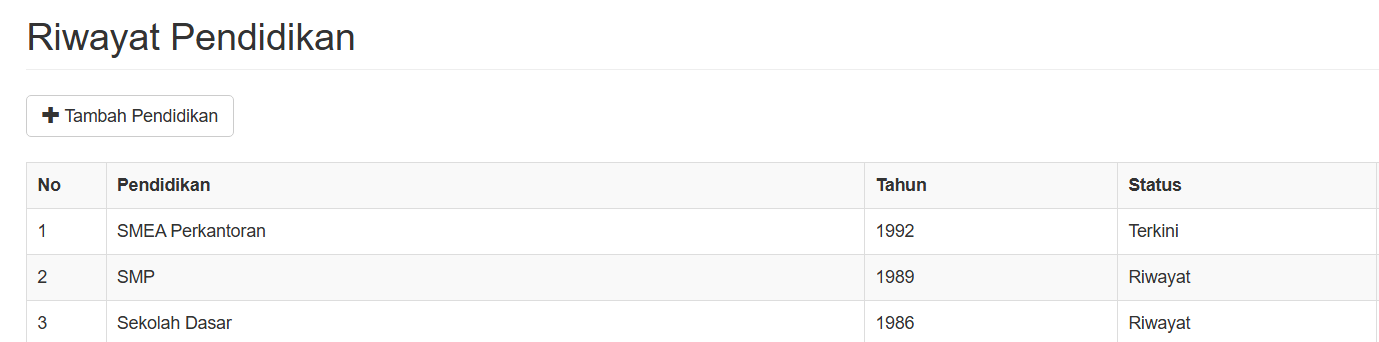 Riwayat Pendidikan
Tambah Pendidikan
No Pendidikan Tahun Status
1 SMEA Perkantoran 1992 Terkini
2 SMP 1989 Riwayat
3 Sekolah Dasar 1986 Riwayat